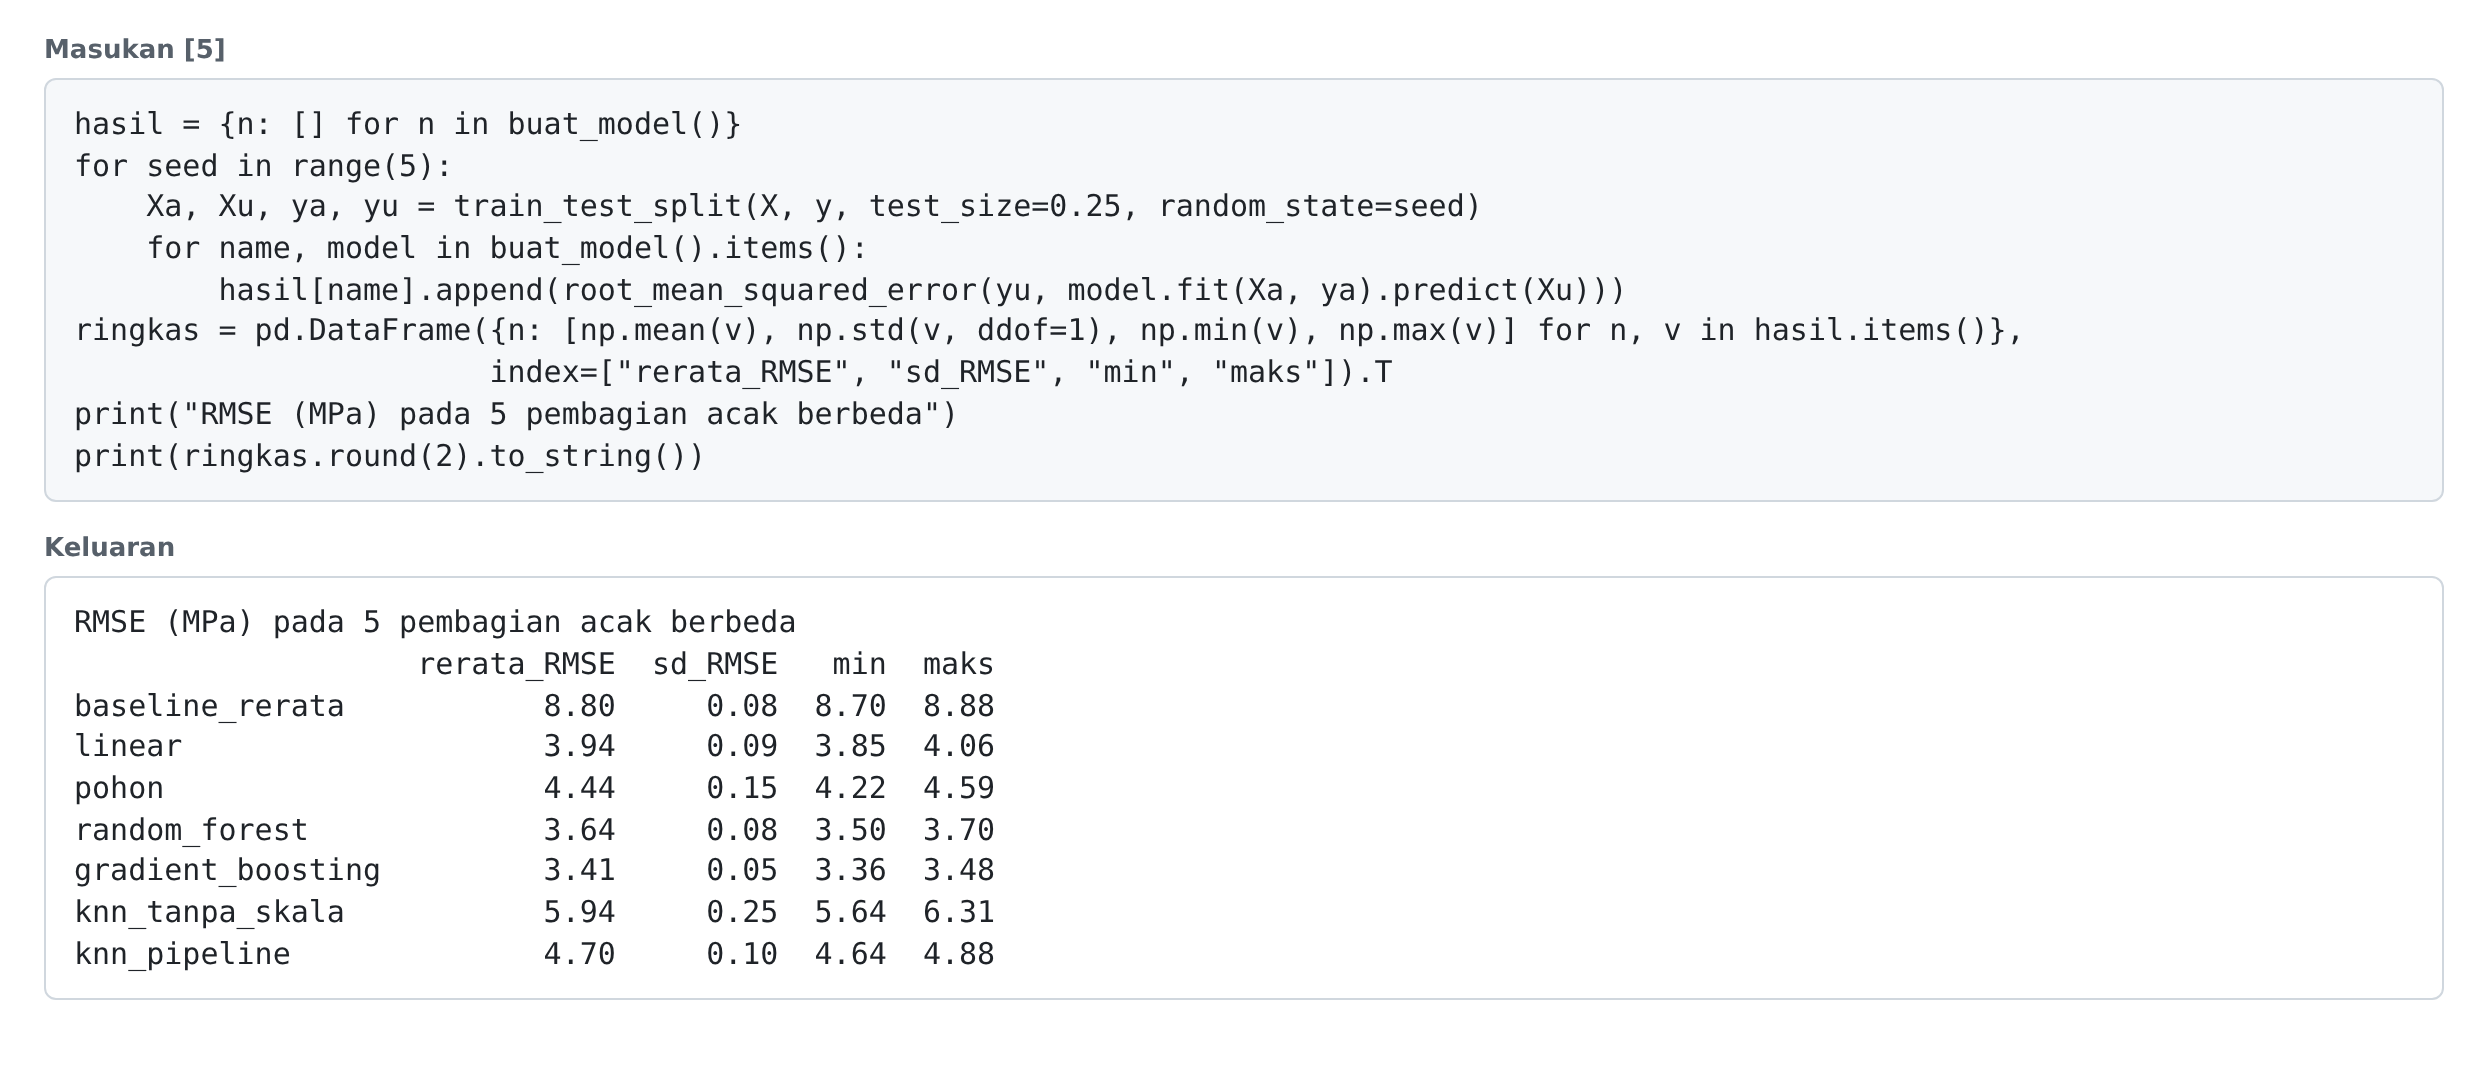 Masukan [5]
hasil = {n: [] for n in buat_model()}
for seed in range(5):
    Xa, Xu, ya, yu = train_test_split(X, y, test_size=0.25, random_state=seed)
    for name, model in buat_model().items():
        hasil[name].append(root_mean_squared_error(yu, model.fit(Xa, ya).predict(Xu)))
ringkas = pd.DataFrame({n: [np.mean(v), np.std(v, ddof=1), np.min(v), np.max(v)] for n, v in hasil.items()},
                       index=["rerata_RMSE", "sd_RMSE", "min", "maks"]).T
print("RMSE (MPa) pada 5 pembagian acak berbeda")
print(ringkas.round(2).to_string())
Keluaran
RMSE (MPa) pada 5 pembagian acak berbeda
                   rerata_RMSE  sd_RMSE   min  maks
baseline_rerata           8.80     0.08  8.70  8.88
linear                    3.94     0.09  3.85  4.06
pohon                     4.44     0.15  4.22  4.59
random_forest             3.64     0.08  3.50  3.70
gradient_boosting         3.41     0.05  3.36  3.48
knn_tanpa_skala           5.94     0.25  5.64  6.31
knn_pipeline              4.70     0.10  4.64  4.88